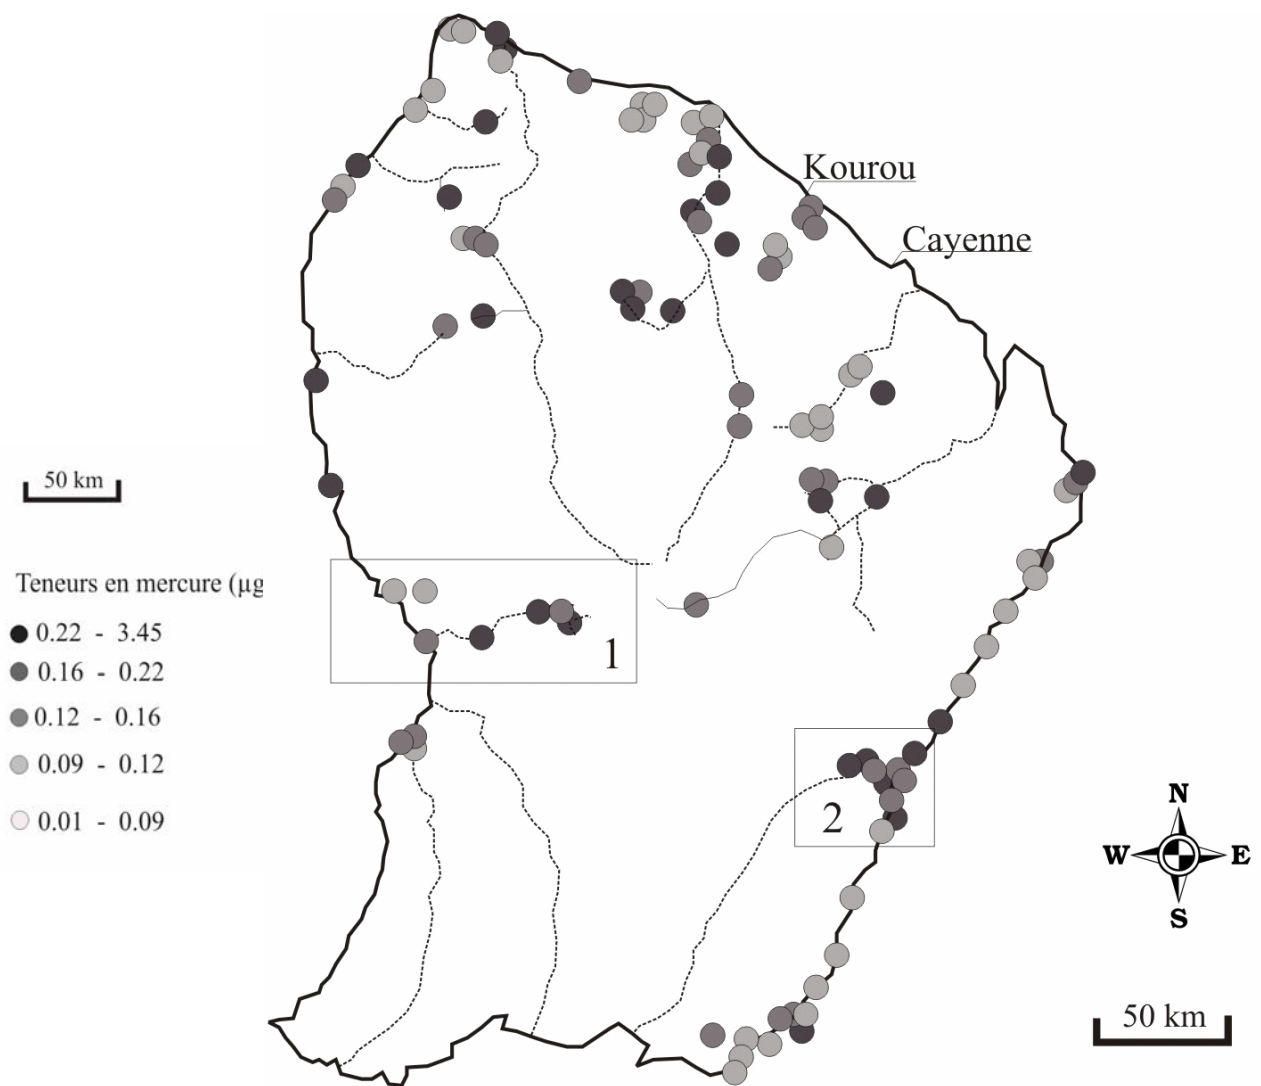 Kourou
Cayenne
50 km
Teneurs en mercure (µg
0.22 - 3.45
0.16 - 0.22
0.12 - 0.16
0.09 - 0.12
0.01 - 0.09
1
2
N
W E
S
50 km